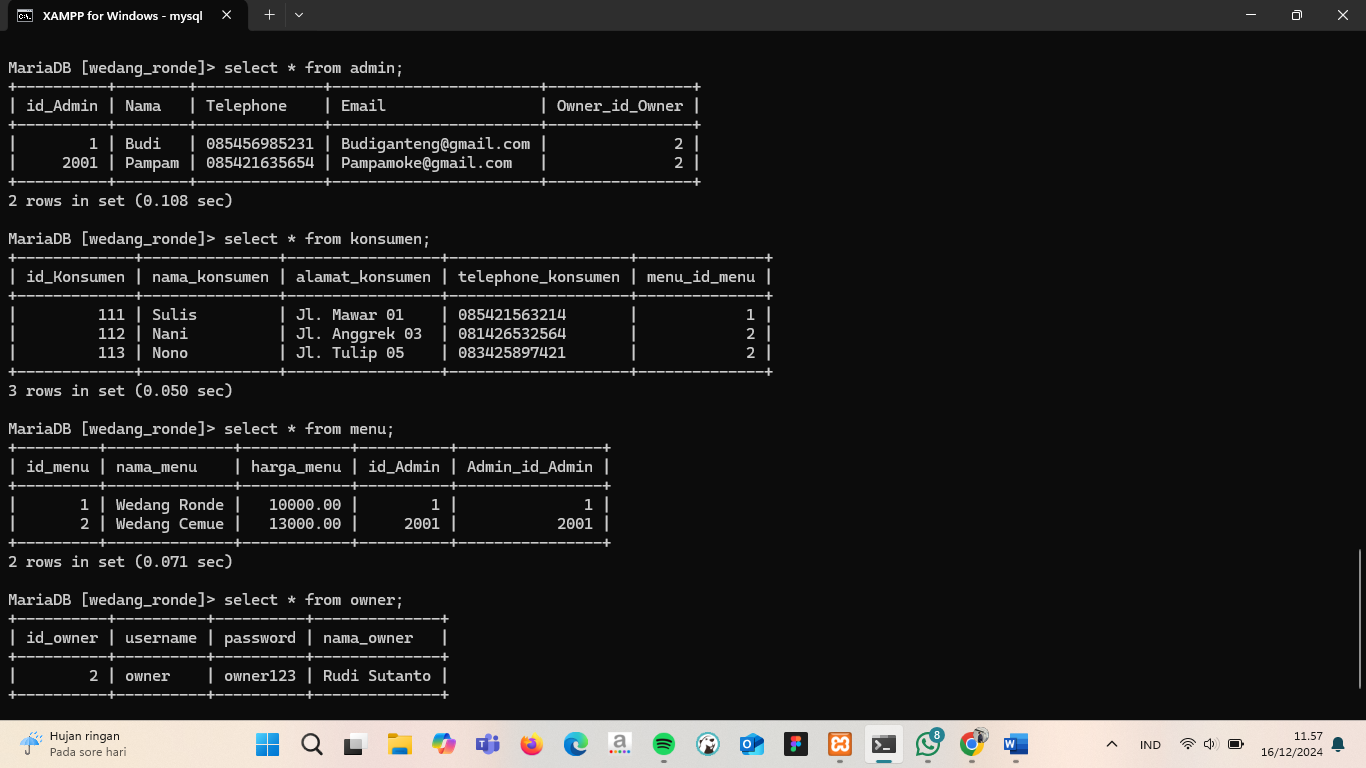 XAMPP for Windows - mysql
MariaDB [wedang_ronde]> select * from admin;
+----------+--------+--------------+-----------------------+----------------+
| id_Admin | Nama   | Telephone    | Email                 | Owner_id_Owner |
+----------+--------+--------------+-----------------------+----------------+
|        1 | Budi   | 085456985231 | Budiganteng@gmail.com |              2 |
|     2001 | Pampam | 085421635654 | Pampamoke@gmail.com   |              2 |
+----------+--------+--------------+-----------------------+----------------+
2 rows in set (0.108 sec)
MariaDB [wedang_ronde]> select * from konsumen;
+-------------+---------------+-----------------+--------------------+--------------+
| id_Konsumen | nama_konsumen | alamat_konsumen | telephone_konsumen | menu_id_menu |
+-------------+---------------+-----------------+--------------------+--------------+
|         111 | Sulis         | Jl. Mawar 01    | 085421563214       |            1 |
|         112 | Nani          | Jl. Anggrek 03  | 081426532564       |            2 |
|         113 | Nono          | Jl. Tulip 05    | 083425897421       |            2 |
+-------------+---------------+-----------------+--------------------+--------------+
3 rows in set (0.050 sec)
MariaDB [wedang_ronde]> select * from menu;
+---------+--------------+------------+----------+----------------+
| id_menu | nama_menu    | harga_menu | id_Admin | Admin_id_Admin |
+---------+--------------+------------+----------+----------------+
|       1 | Wedang Ronde |   10000.00 |        1 |              1 |
|       2 | Wedang Cemue |   13000.00 |     2001 |           2001 |
+---------+--------------+------------+----------+----------------+
2 rows in set (0.071 sec)
MariaDB [wedang_ronde]> select * from owner;
+----------+----------+----------+--------------+
| id_owner | username | password | nama_owner   |
+----------+----------+----------+--------------+
|        2 | owner    | owner123 | Rudi Sutanto |
+----------+----------+----------+--------------+
Hujan ringan
Pada sore hari
8
IND
11.57
16/12/2024